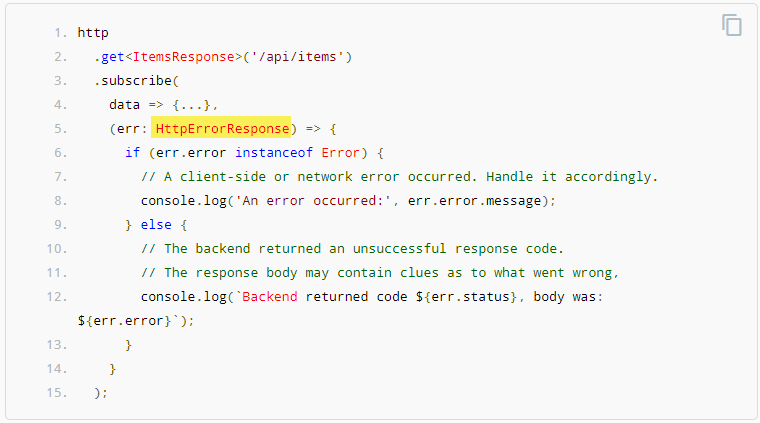 1. http
2. .get<ItemsResponse>('/api/items')
3. .subscribe(
4. data => {...},
5. (err: HttpErrorResponse) => {
6. if (err.error instanceof Error) {
7. // A client-side or network error occurred. Handle it accordingly.
8. console.log('An error occurred:', err.error.message);
9. } else {
10. // The backend returned an unsuccessful response code.
11. // The response body may contain clues as to what went wrong,
12. console.log(`Backend returned code ${err.status}, body was:
${err.error}`);
13. }
14. }
15. );